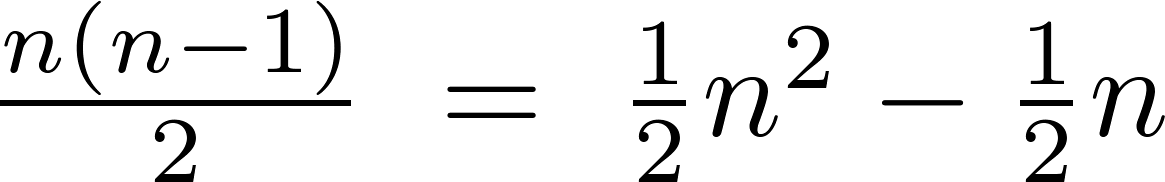 n(n−1)/2 = 1/2 n² − 1/2 n